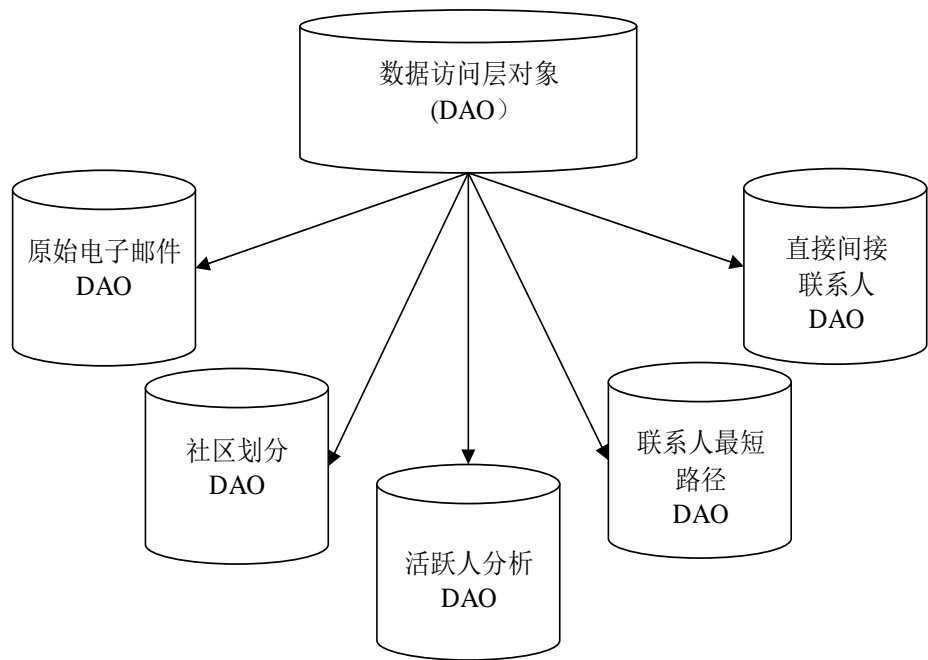 数据访问层对象
(DAO）
原始电子邮件
DAO
直接间接
联系人
DAO
社区划分
DAO
联系人最短
路径
DAO
活跃人分析
DAO